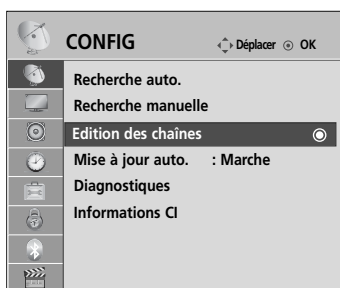 CONFIG Déplacer OK
Recherche auto.
Recherche manuelle
Edition des chaînes
Mise à jour auto. : Marche
Diagnostiques
Informations CI